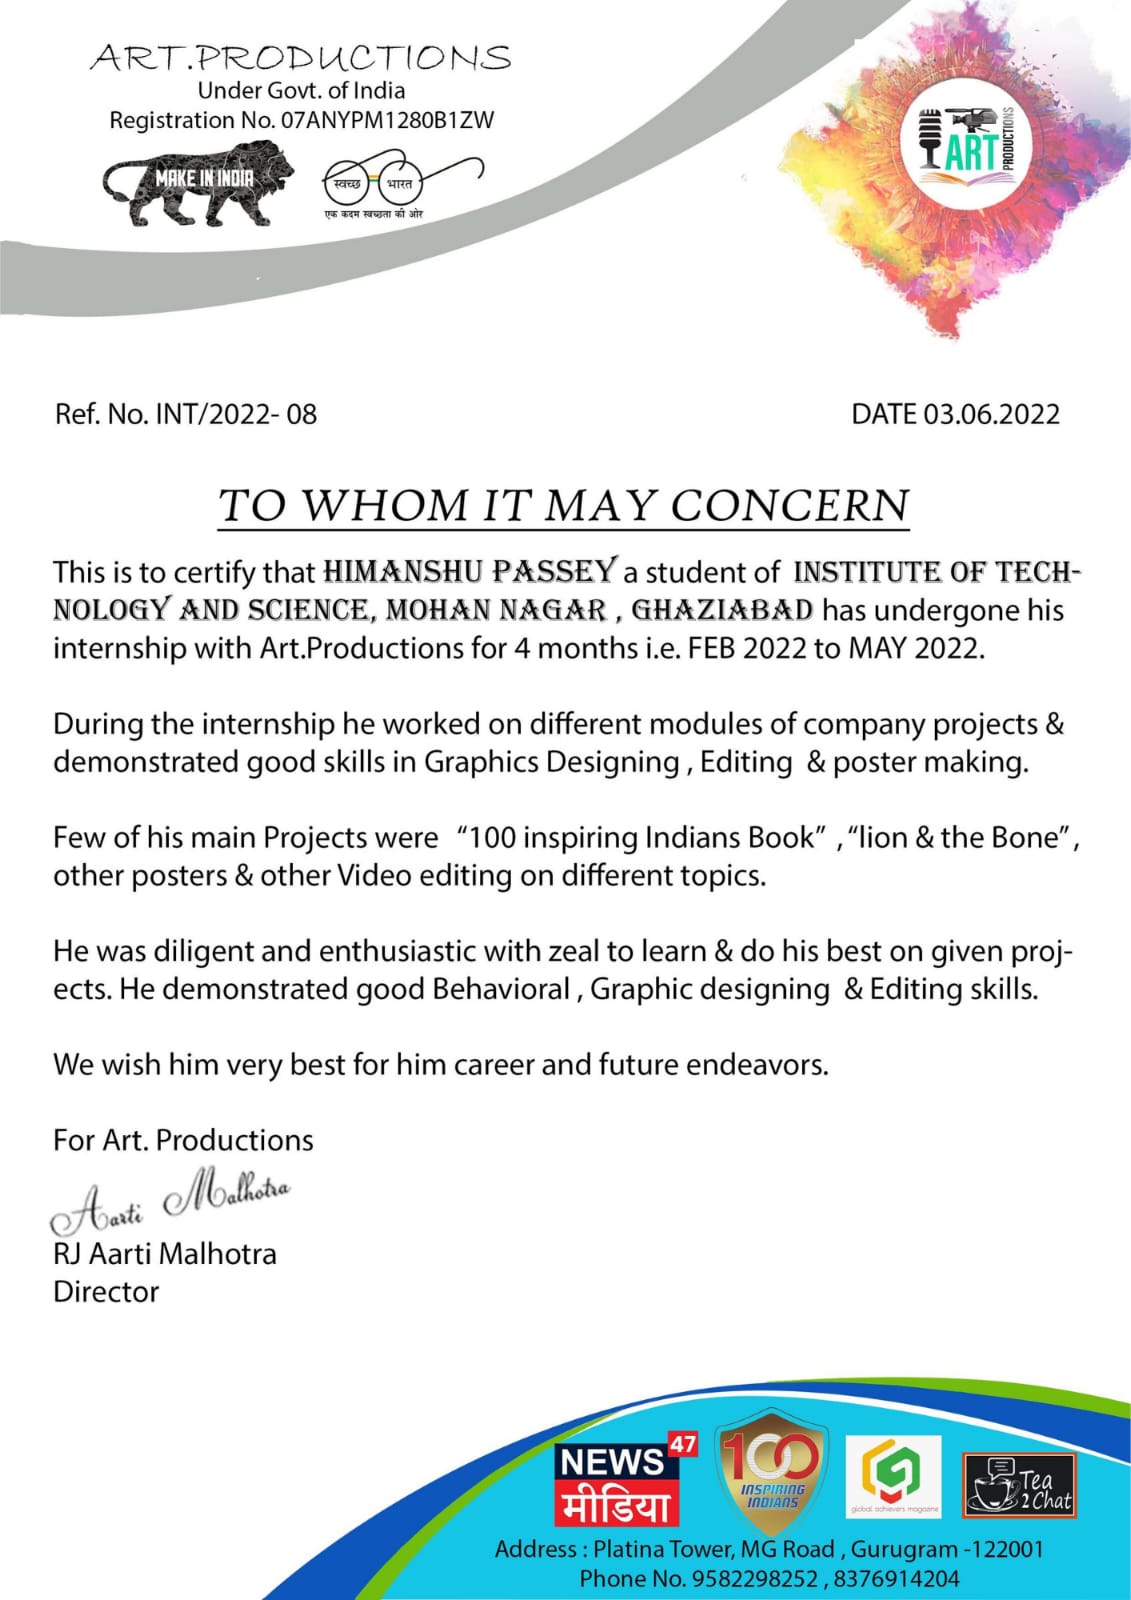 ART.PRODUCTIONS
Under Govt. of India
Registration No. 07ANYPM1280B1ZW
MAKE IN INDIA
स्वच्छ भारत
एक कदम स्वच्छता की ओर
ART
PRODUCTIONS
Ref. No. INT/2022- 08
DATE 03.06.2022
TO WHOM IT MAY CONCERN
This is to certify that HIMANSHU PASSEY a student of INSTITUTE OF TECH-
NOLOGY AND SCIENCE, MOHAN NAGAR , GHAZIABAD has undergone his
internship with Art.Productions for 4 months i.e. FEB 2022 to MAY 2022.
During the internship he worked on different modules of company projects &
demonstrated good skills in Graphics Designing , Editing & poster making.
Few of his main Projects were “100 inspiring Indians Book” ,“lion & the Bone”,
other posters & other Video editing on different topics.
He was diligent and enthusiastic with zeal to learn & do his best on given proj-
ects. He demonstrated good Behavioral , Graphic designing & Editing skills.
We wish him very best for him career and future endeavors.
For Art. Productions
Aarti Malhotra
RJ Aarti Malhotra
Director
NEWS 47
मीडिया
100
INSPIRING
INDIANS
global achievers magazine
Tea
2 Chat
Address : Platina Tower, MG Road , Gurugram -122001
Phone No. 9582298252 , 8376914204